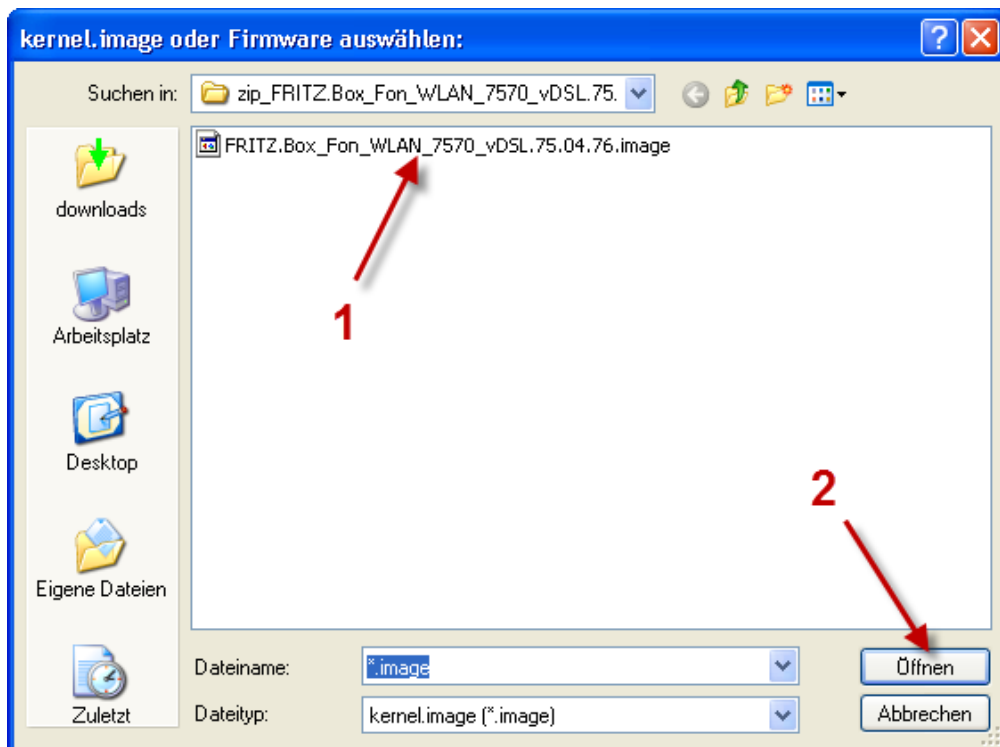 kernel.image oder Firmware auswählen:
Suchen in:
zip_FRITZ.Box_Fon_WLAN_7570_vDSL.75.
FRITZ.Box_Fon_WLAN_7570_vDSL.75.04.76.image
downloads
Arbeitsplatz
Desktop
Eigene Dateien
Zuletzt
1
2
Dateiname:
*.image
Öffnen
Dateityp:
kernel.image (*.image)
Abbrechen